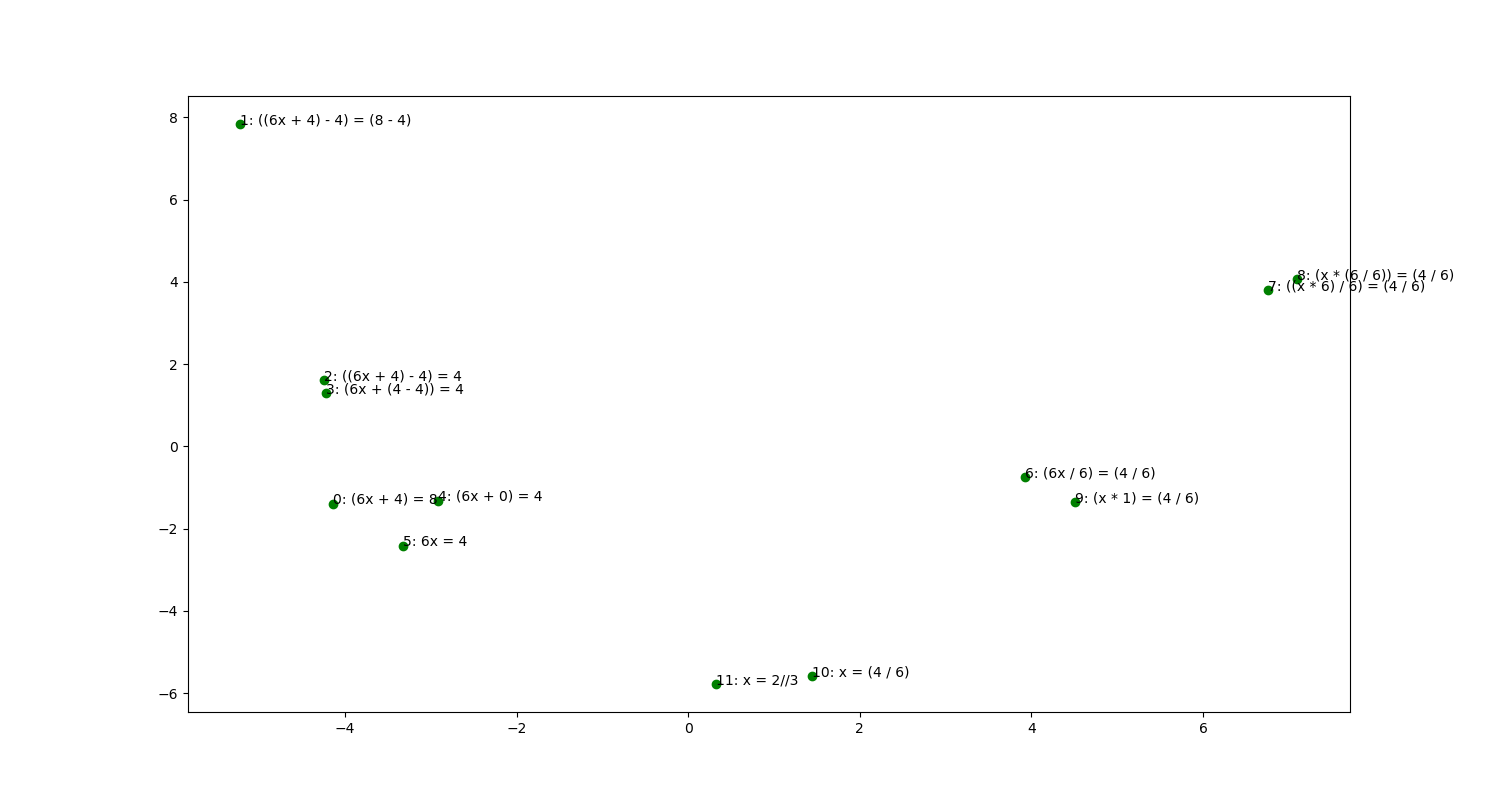 8
1: ((6x + 4) - 4) = (8 - 4)
6
4
8: (x * (6 / 6)) = (4 / 6)
7: ((x * 6) / 6) = (4 / 6)
2
2: ((6x + 4) - 4) = 4
3: (6x + (4 - 4)) = 4
0
6: (6x / 6) = (4 / 6)
0: (6x + 4) = 8
4: (6x + 0) = 4
9: (x * 1) = (4 / 6)
−2
5: 6x = 4
−4
10: x = (4 / 6)
11: x = 2//3
−6
−4 −2 0 2 4 6